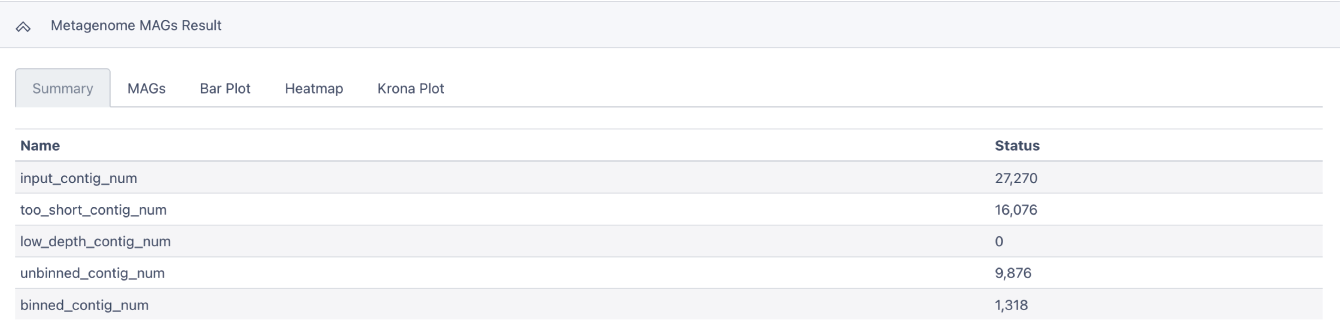 Metagenome MAGs Result
Summary MAGs Bar Plot Heatmap Krona Plot
Name Status
input_contig_num 27,270
too_short_contig_num 16,076
low_depth_contig_num 0
unbinned_contig_num 9,876
binned_contig_num 1,318